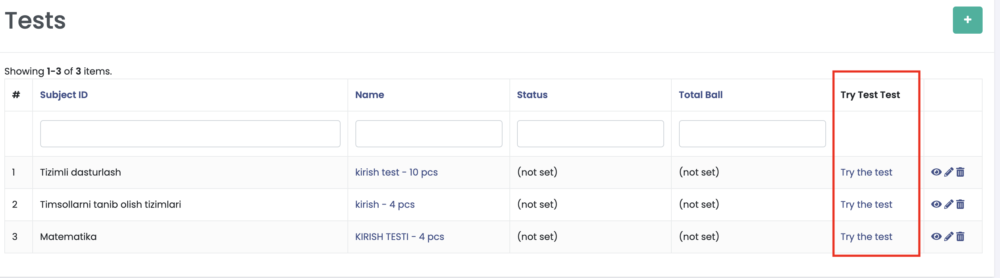 Tests
+
Showing 1-3 of 3 items.
# Subject ID Name Status Total Ball Try Test Test
1 Tizimli dasturlash kirish test - 10 pcs (not set) (not set) Try the test
2 Timsollarni tanib olish tizimlari kirish - 4 pcs (not set) (not set) Try the test
3 Matematika KIRISH TESTI - 4 pcs (not set) (not set) Try the test